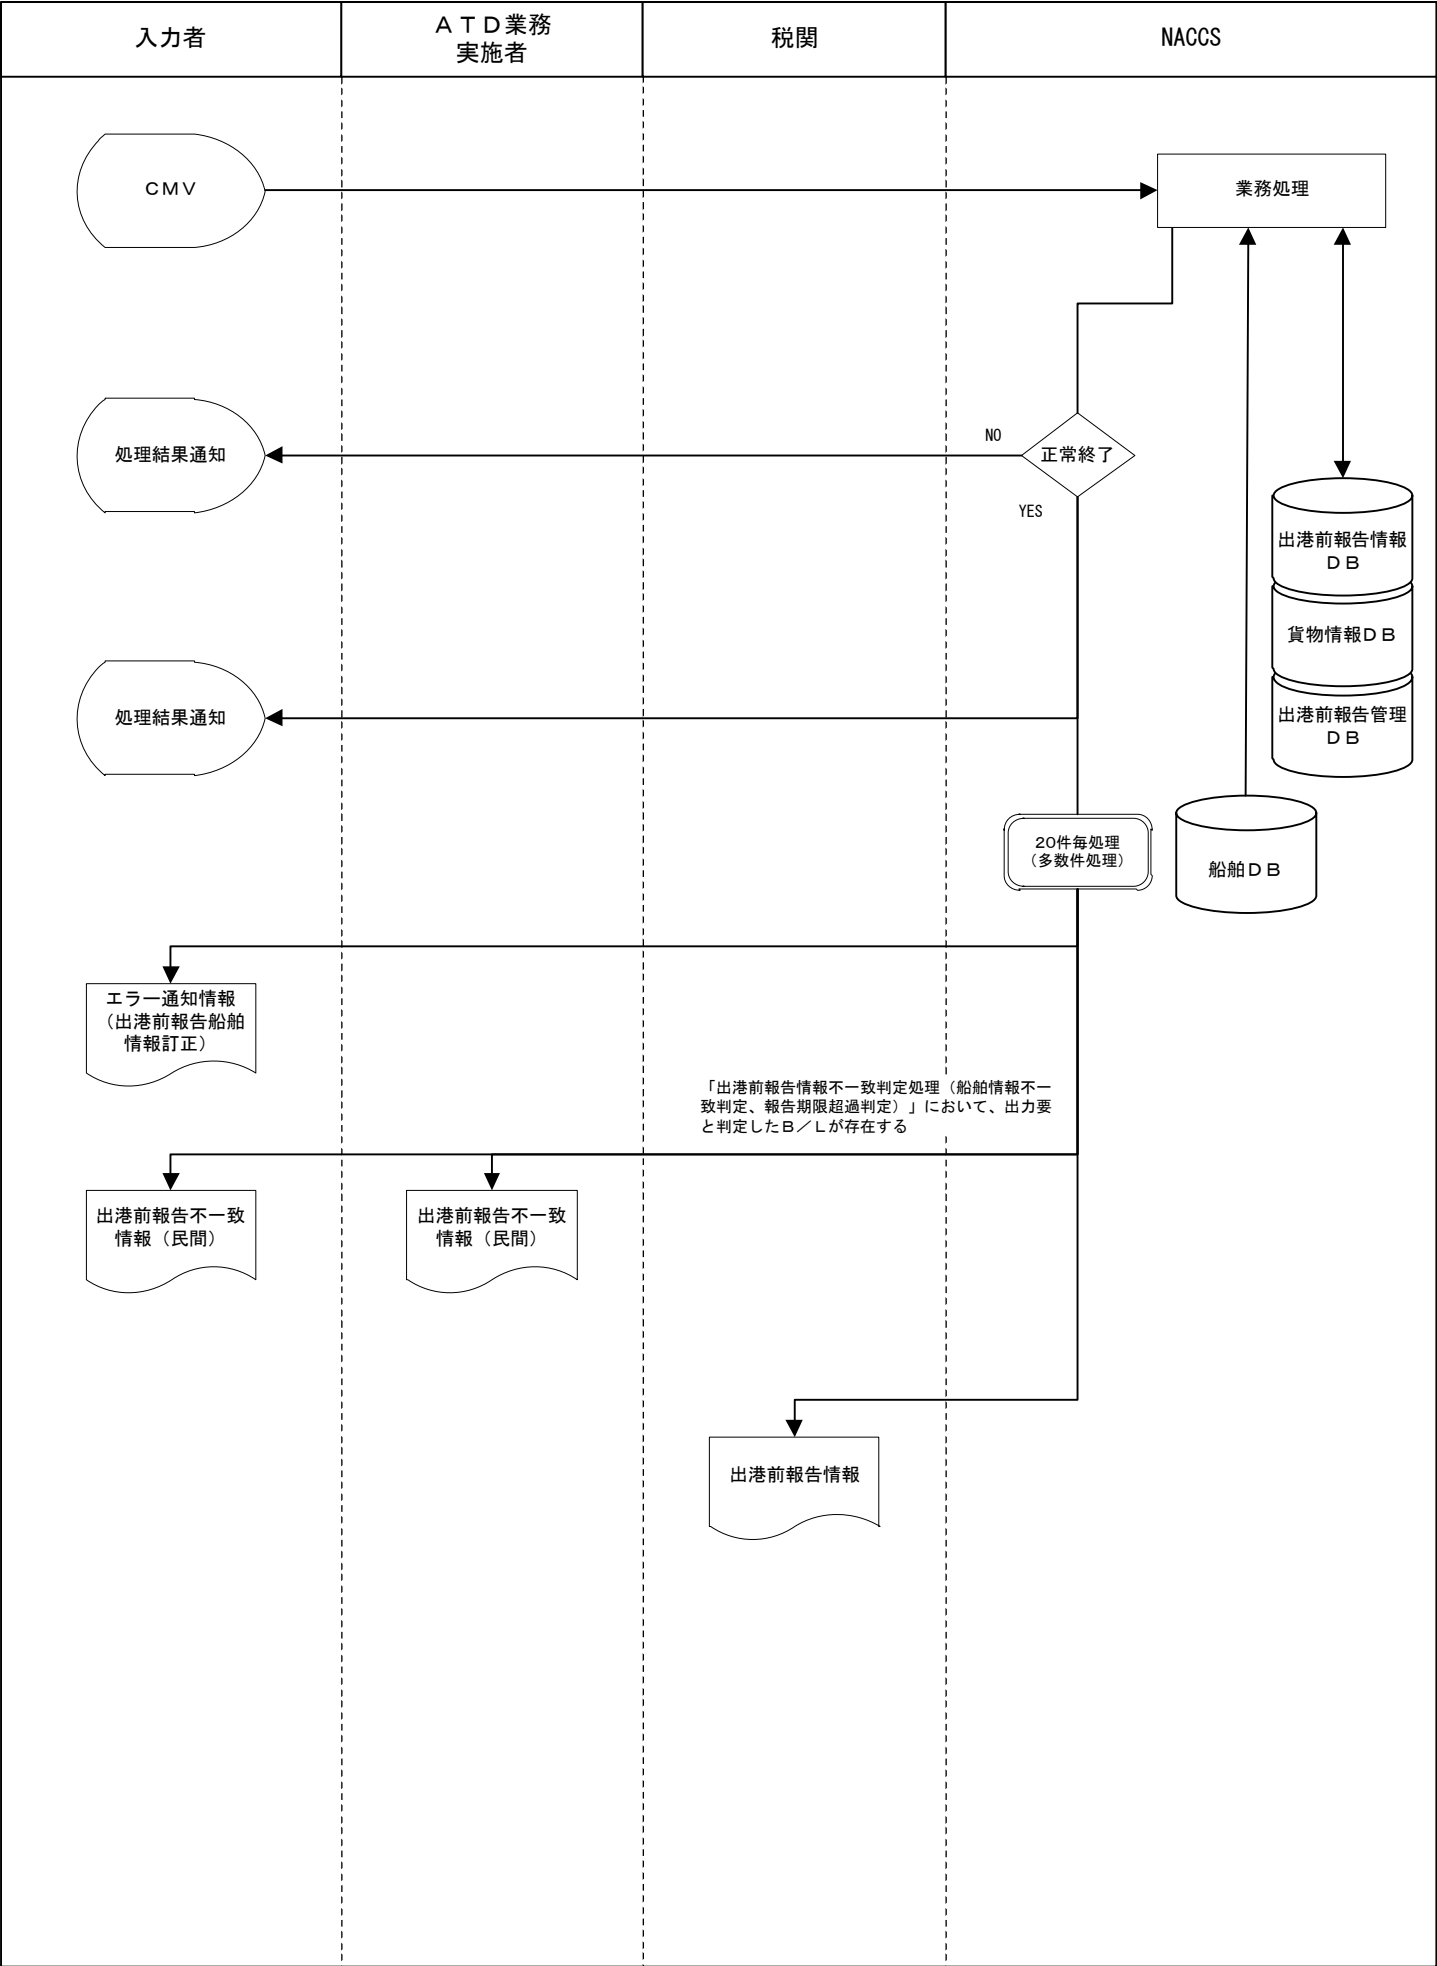 入力者
ＡＴＤ業務
実施者
税関
NACCS
ＣＭＶ
業務処理
処理結果通知
NO
正常終了
YES
出港前報告情報
ＤＢ
貨物情報ＤＢ
処理結果通知
出港前報告管理
ＤＢ
20件毎処理
（多数件処理）
船舶ＤＢ
エラー通知情報
（出港前報告船舶
情報訂正）
「出港前報告情報不一致判定処理（船舶情報不一
致判定、報告期限超過判定）」において、出力要
と判定したＢ／Ｌが存在する
出港前報告不一致
情報（民間）
出港前報告不一致
情報（民間）
出港前報告情報